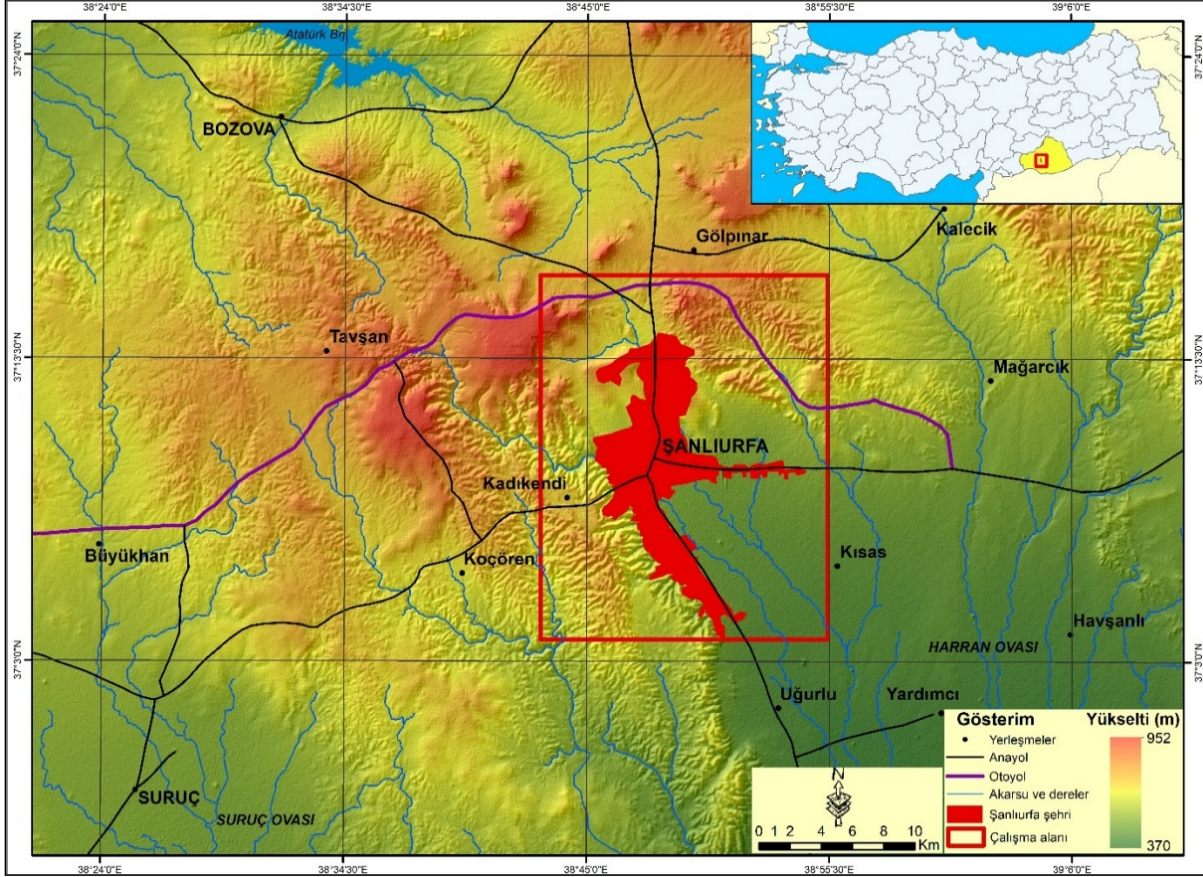 38°24'0"E
38°34'30"E
38°45'0"E
38°55'30"E
39°6'0"E
37°24'0"N
37°24'0"N
Atatürk Brj.
BOZOVA
Kalecik
Gölpınar
Tavşan
37°13'30"N
37°13'30"N
Mağarcık
ŞANLIURFA
Kadıkendi
Büyükhan
Koçören
Kısas
Havşanlı
HARRAN OVASI
37°3'0"N
37°3'0"N
Uğurlu
Yardımcı
SURUÇ
SURUÇ OVASI
N
0 1 2 4 6 8 10
Km
Gösterim
Yerleşmeler
Anayol
Otoyol
Akarsu ve dereler
Şanlıurfa şehri
Çalışma alanı
Yükselti (m)
952
370
38°24'0"E
38°34'30"E
38°45'0"E
38°55'30"E
39°6'0"E